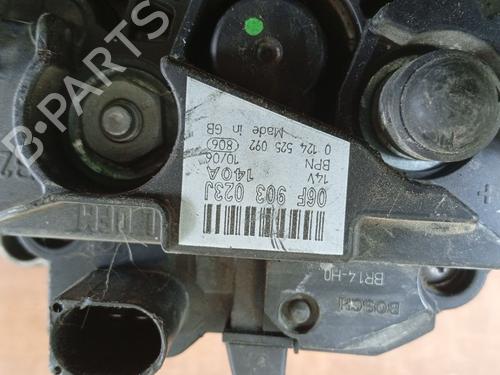 06F 903 023J
14V 140A
BPN 10/06
0 124 525 092 806
Made in GB
BOSCH
BR14-H0
B-Parts